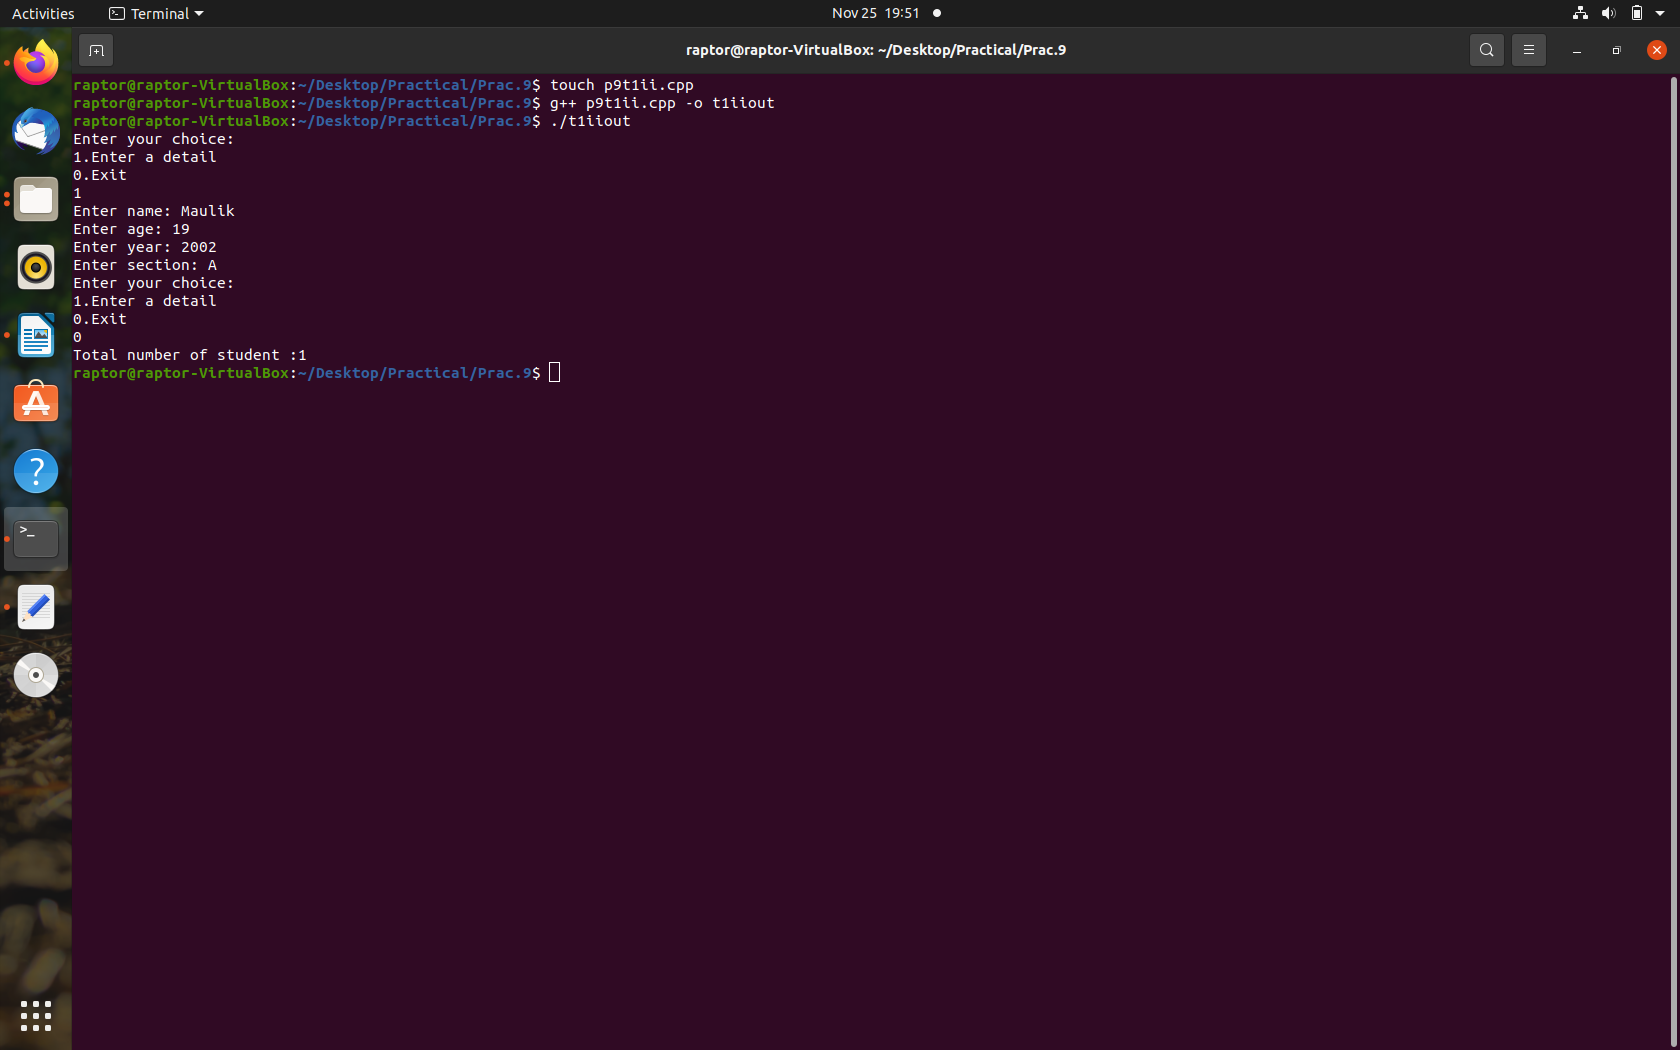 Activities Terminal Nov 25 19:51
raptor@raptor-VirtualBox: ~/Desktop/Practical/Prac.9
raptor@raptor-VirtualBox:~/Desktop/Practical/Prac.9$ touch p9t1ii.cpp
raptor@raptor-VirtualBox:~/Desktop/Practical/Prac.9$ g++ p9t1ii.cpp -o t1iiout
raptor@raptor-VirtualBox:~/Desktop/Practical/Prac.9$ ./t1iiout
Enter your choice:
1.Enter a detail
0.Exit
1
Enter name: Maulik
Enter age: 19
Enter year: 2002
Enter section: A
Enter your choice:
1.Enter a detail
0.Exit
0
Total number of student :1
raptor@raptor-VirtualBox:~/Desktop/Practical/Prac.9$